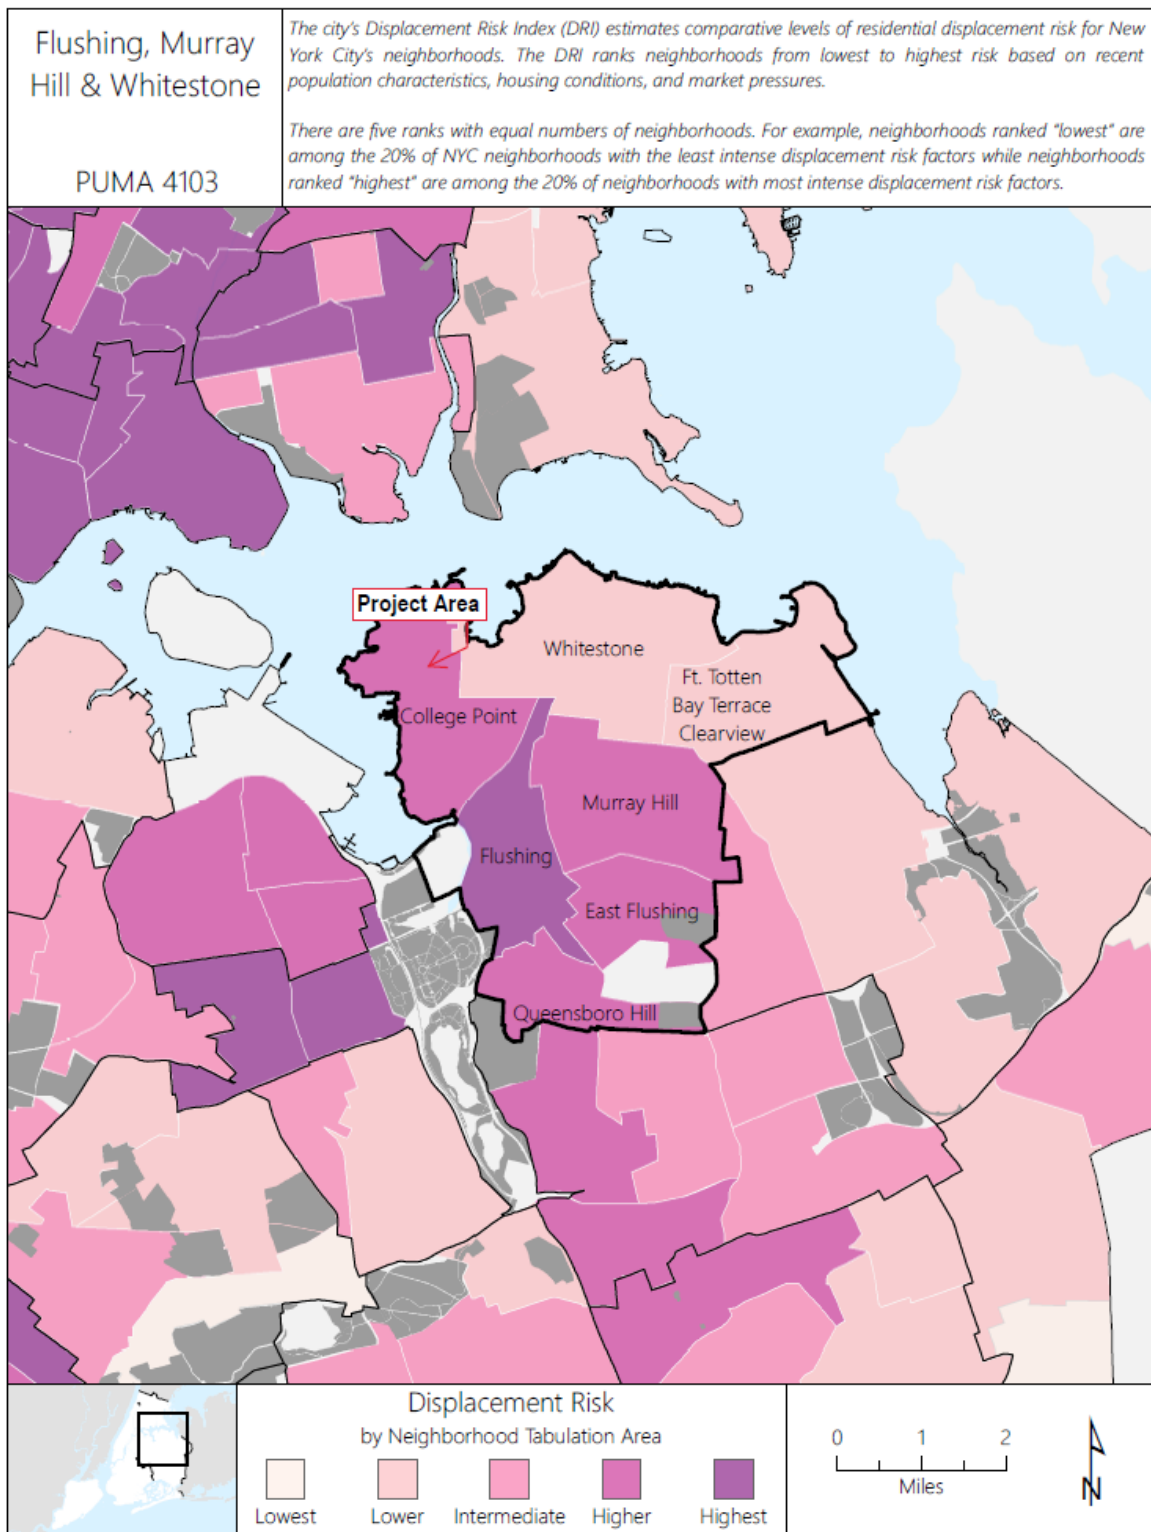 Flushing, Murray
Hill & Whitestone
PUMA 4103
The city's Displacement Risk Index (DRI) estimates comparative levels of residential displacement risk for New
York City's neighborhoods. The DRI ranks neighborhoods from lowest to highest risk based on recent
population characteristics, housing conditions, and market pressures.
There are five ranks with equal numbers of neighborhoods. For example, neighborhoods ranked "lowest" are
among the 20% of NYC neighborhoods with the least intense displacement risk factors while neighborhoods
ranked "highest" are among the 20% of neighborhoods with most intense displacement risk factors.
Project Area
Whitestone
Ft. Totten
Bay Terrace
Clearview
College Point
Murray Hill
Flushing
East Flushing
Queensboro Hill
Displacement Risk
by Neighborhood Tabulation Area
Lowest
Lower
Intermediate
Higher
Highest
0 1 2
Miles
N